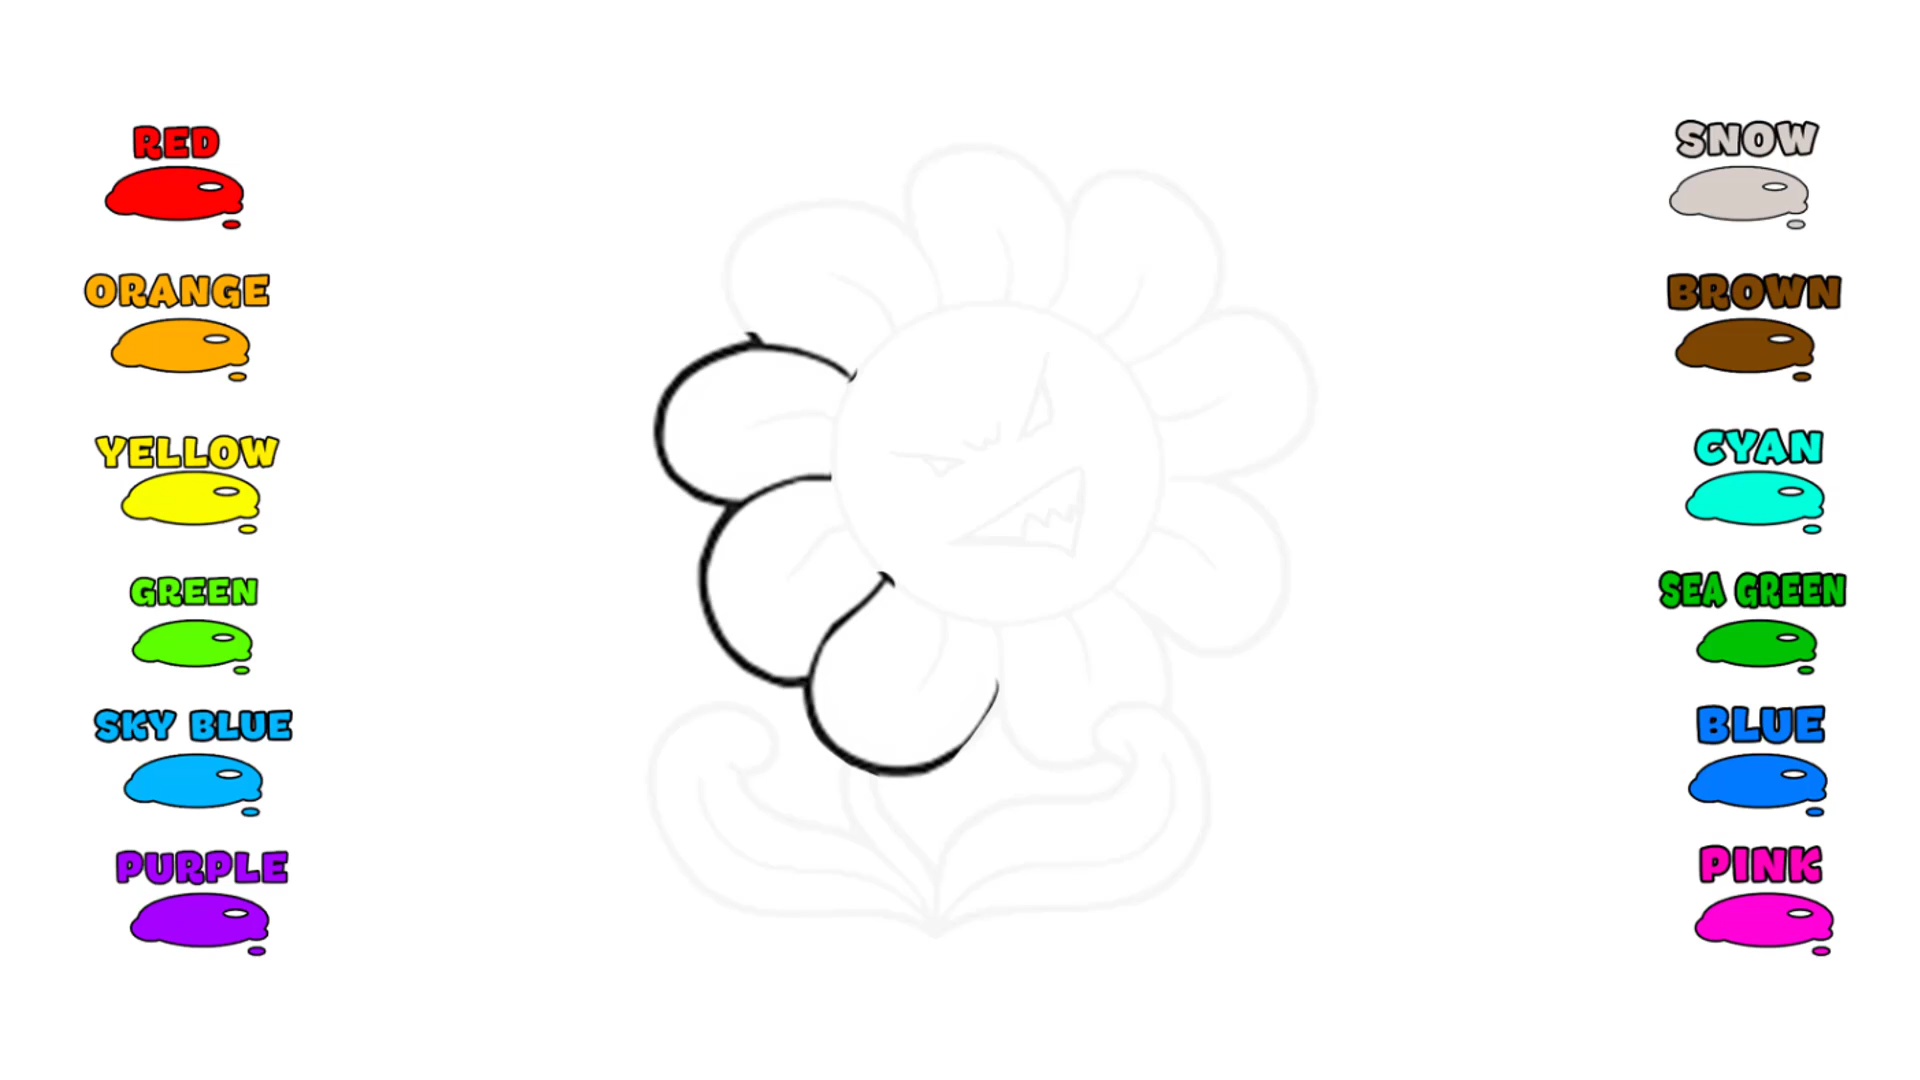 RED
ORANGE
YELLOW
GREEN
SKY BLUE
PURPLE
SNOW
BROWN
CYAN
SEA GREEN
BLUE
PINK